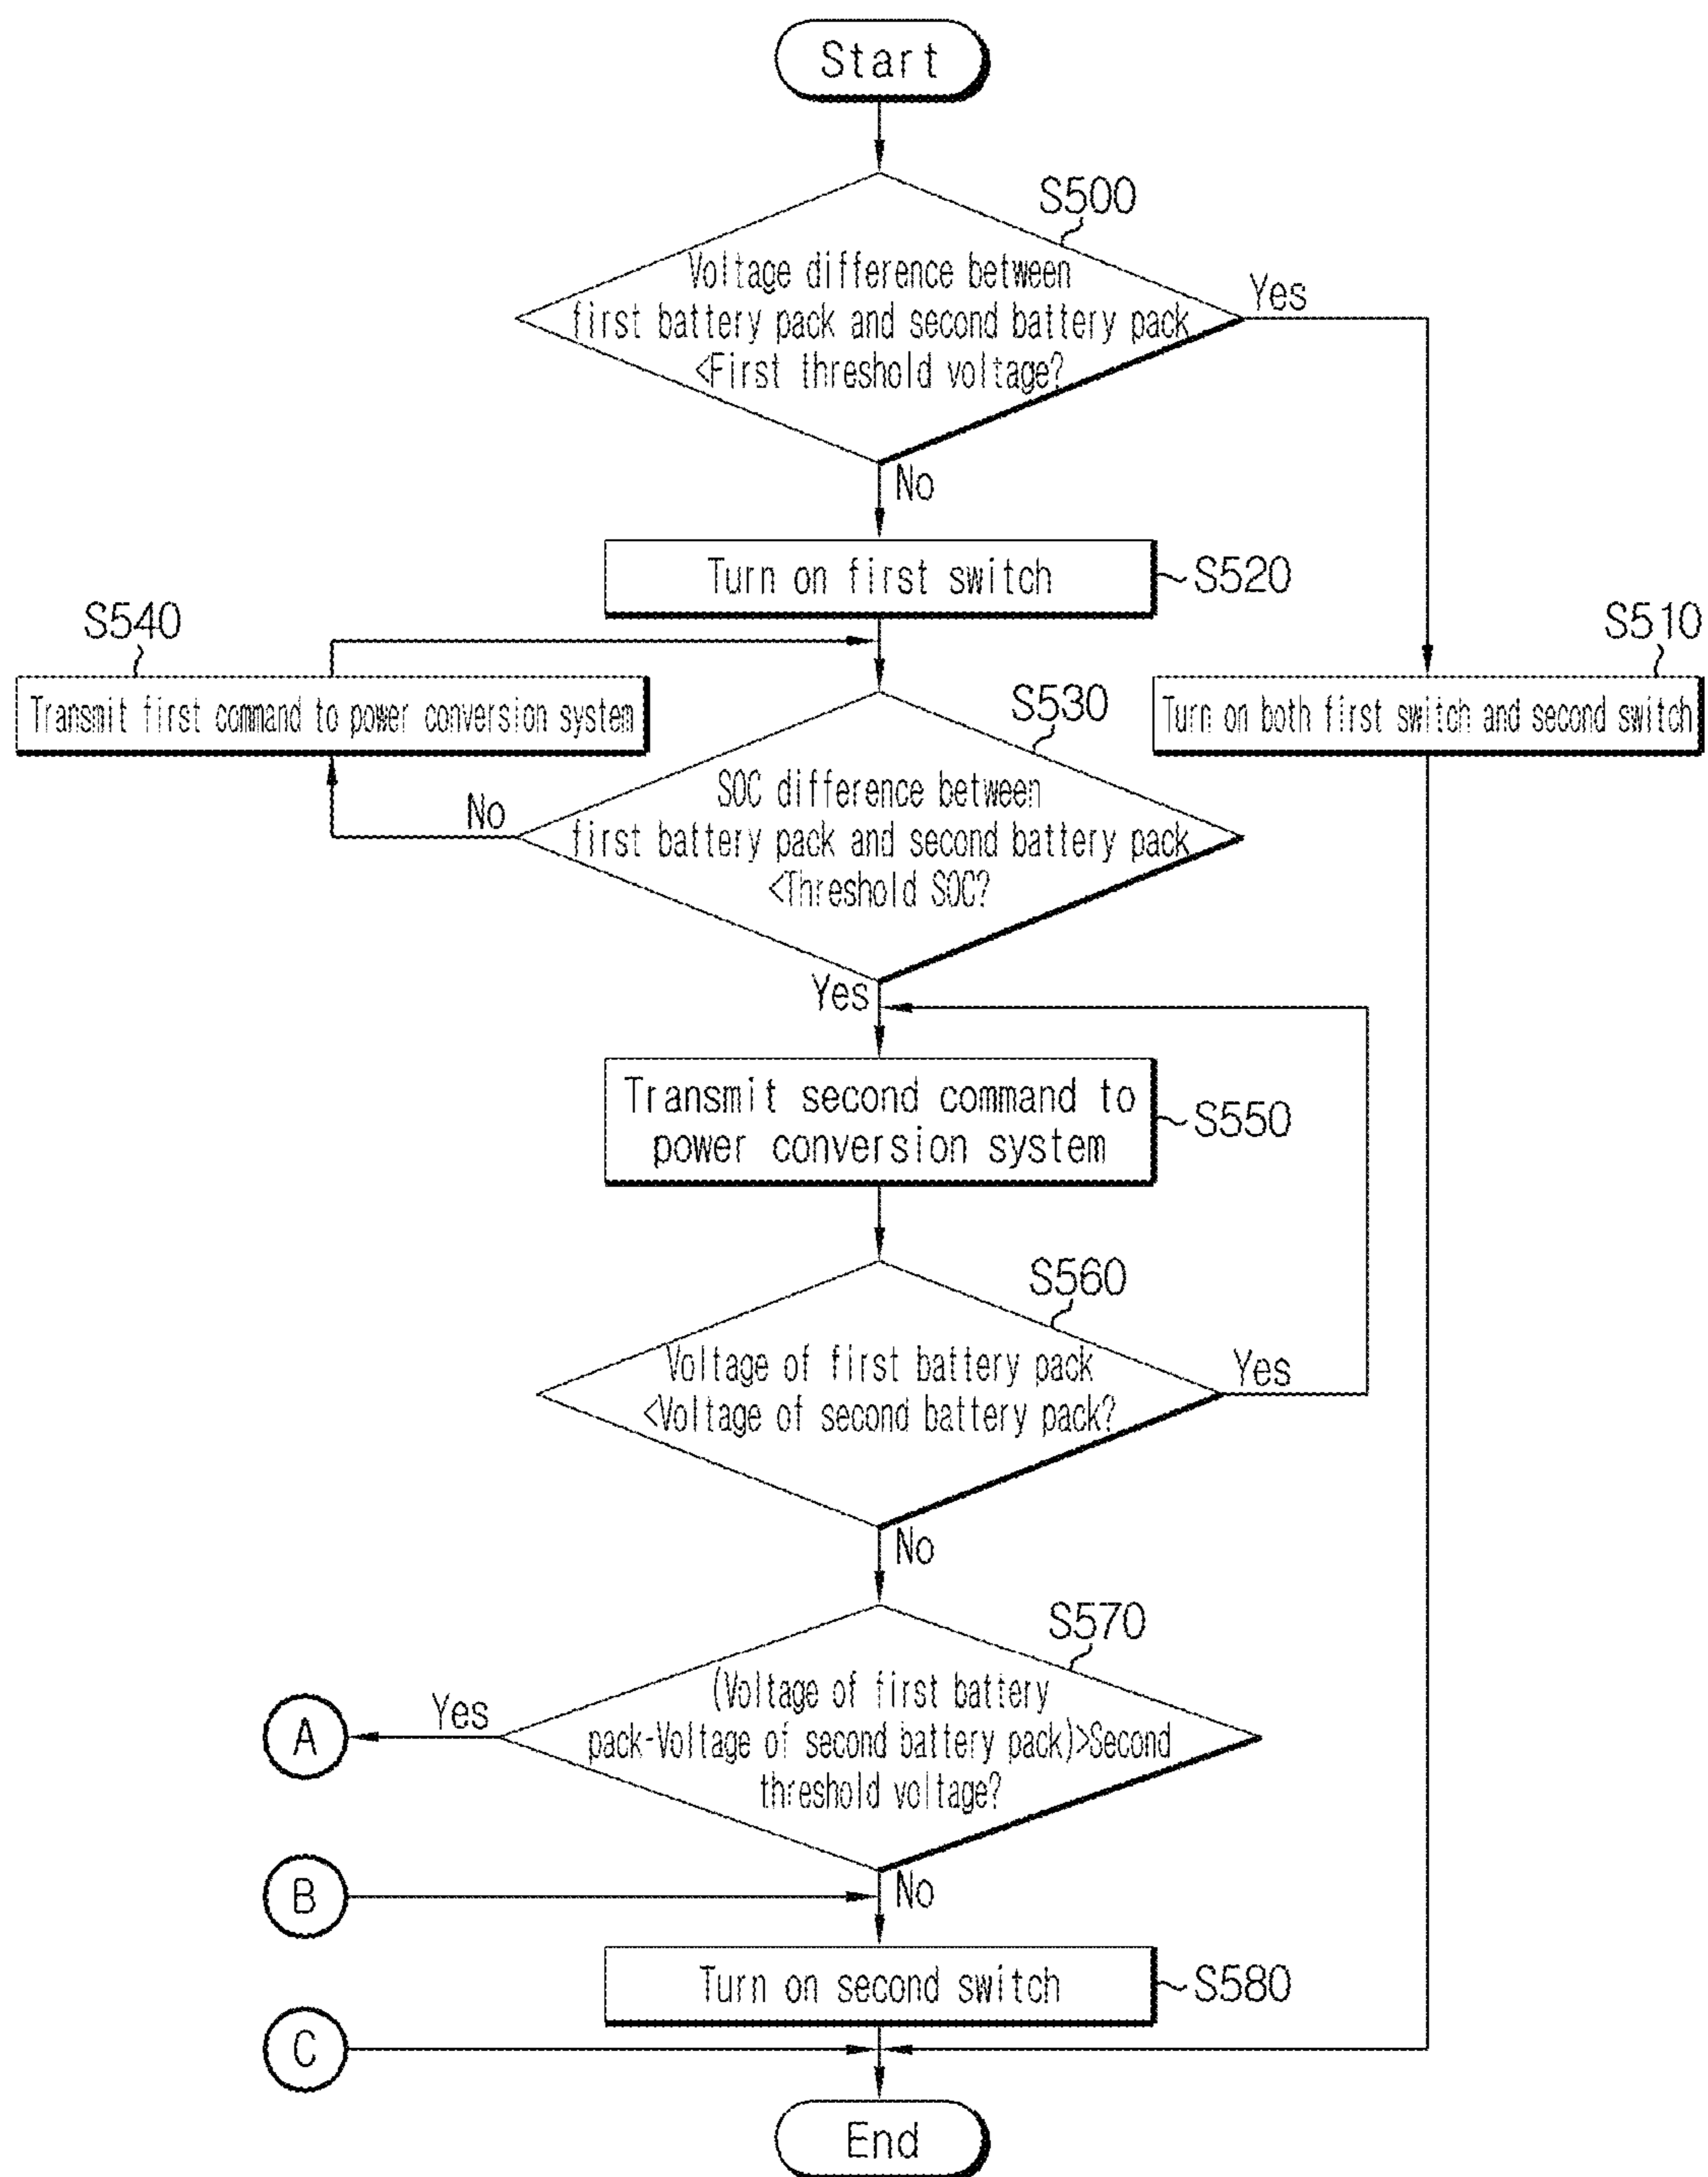 Start
S500
Voltage difference between
first battery pack and second battery pack
<First threshold voltage?
Yes
No
Turn on first switch
S520
S540
Transmit first command to power conversion system
S510
Turn on both first switch and second switch
S530
SOC difference between
first battery pack and second battery pack
<Threshold SOC?
No
Yes
Transmit second command to
power conversion system
S550
S560
Voltage of first battery pack
<Voltage of second battery pack?
Yes
No
S570
(Voltage of first battery
pack-Voltage of second battery pack)>Second
threshold voltage?
Yes
A
No
B
Turn on second switch
S580
C
End